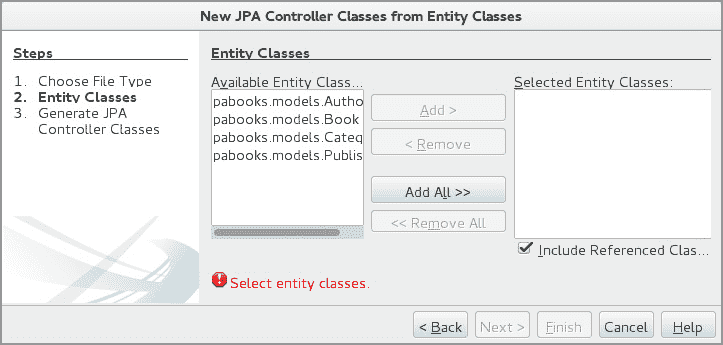 New JPA Controller Classes from Entity Classes
Steps
1. Choose File Type
2. Entity Classes
3. Generate JPA
Controller Classes
Entity Classes
Available Entity Class...
pabooks.models.Autho
pabooks.models.Book
pabooks.models.Categ
pabooks.models.Publis
Add >
< Remove
Add All >>
<< Remove All
Selected Entity Classes:
Include Referenced Clas...
Select entity classes.
< Back
Next >
Finish
Cancel
Help